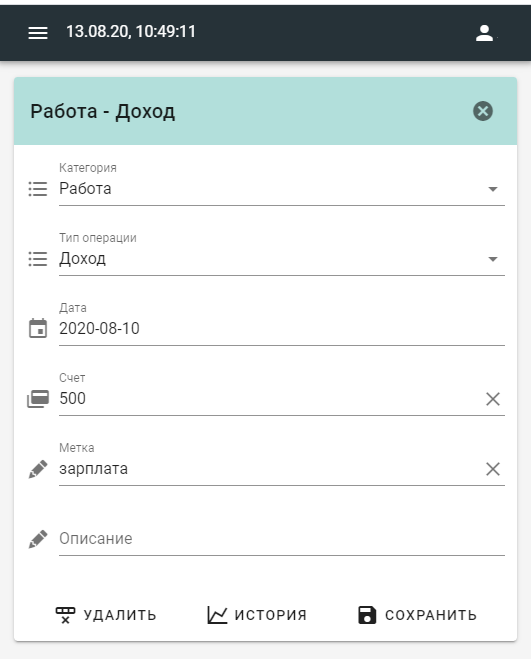 13.08.20, 10:49:11
Работа - Доход
Категория
Работа
Тип операции
Доход
Дата
2020-08-10
Счет
500
Метка
зарплата
Описание
УДАЛИТЬ ИСТОРИЯ СОХРАНИТЬ